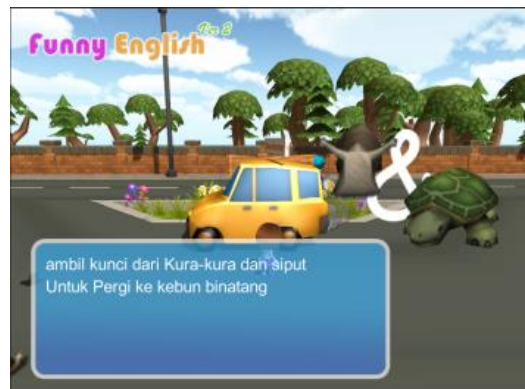 Funny English
Ver 2
&
ambil kunci dari Kura-kura dan siput
Untuk Pergi ke kebun binatang